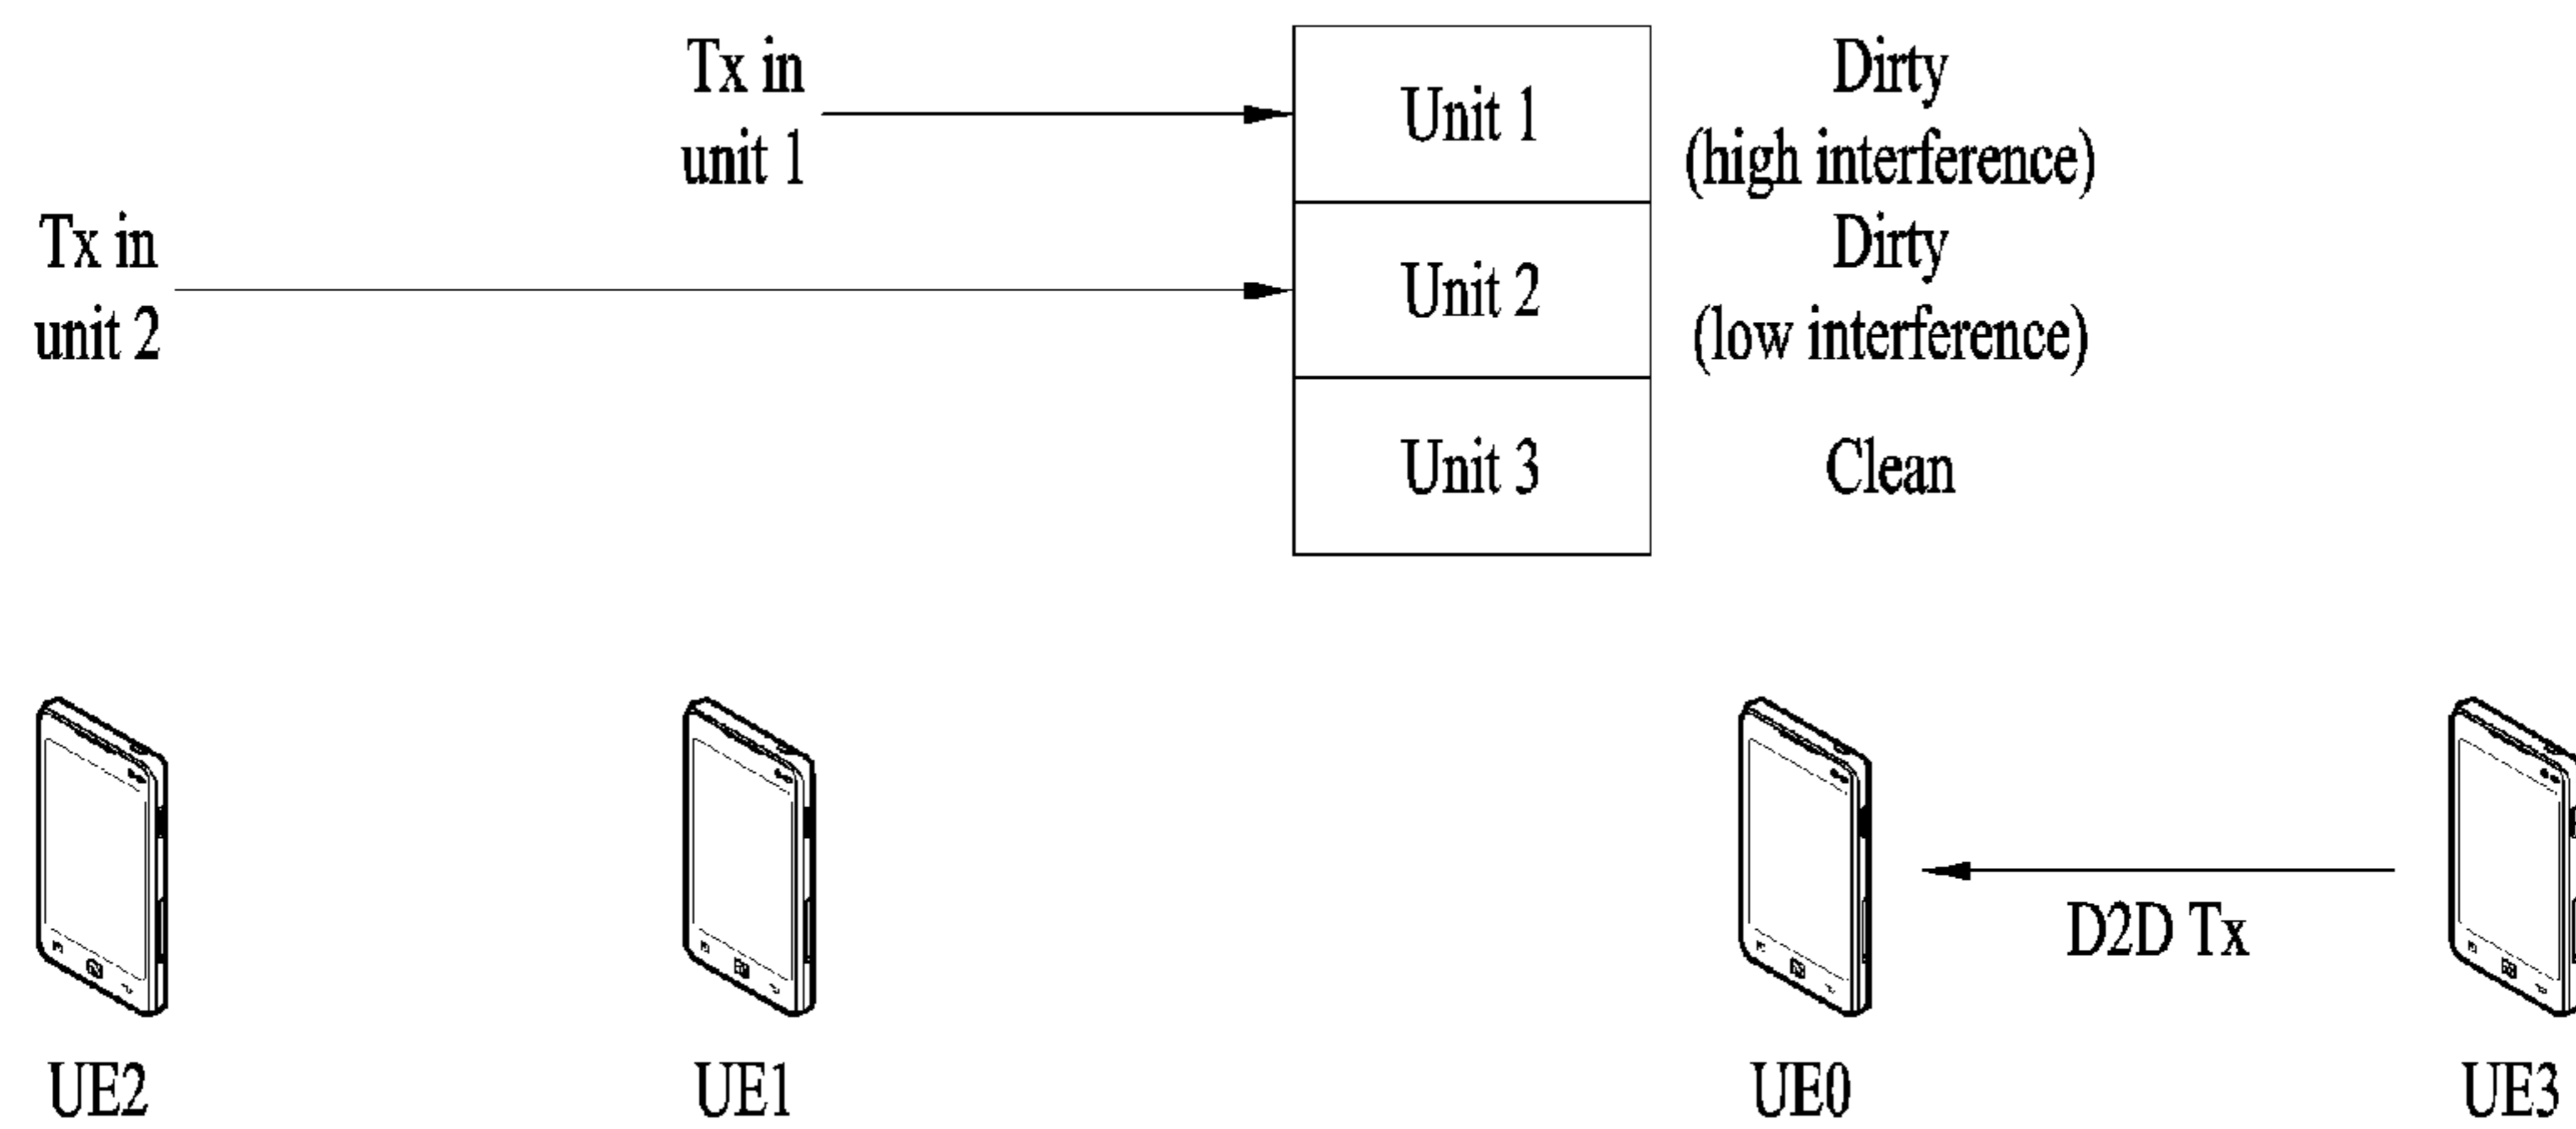 Tx in
unit 1
Unit 1
Dirty
(high interference)
Tx in
unit 2
Unit 2
Dirty
(low interference)
Unit 3
Clean
D2D Tx
UE2
UE1
UE0
UE3